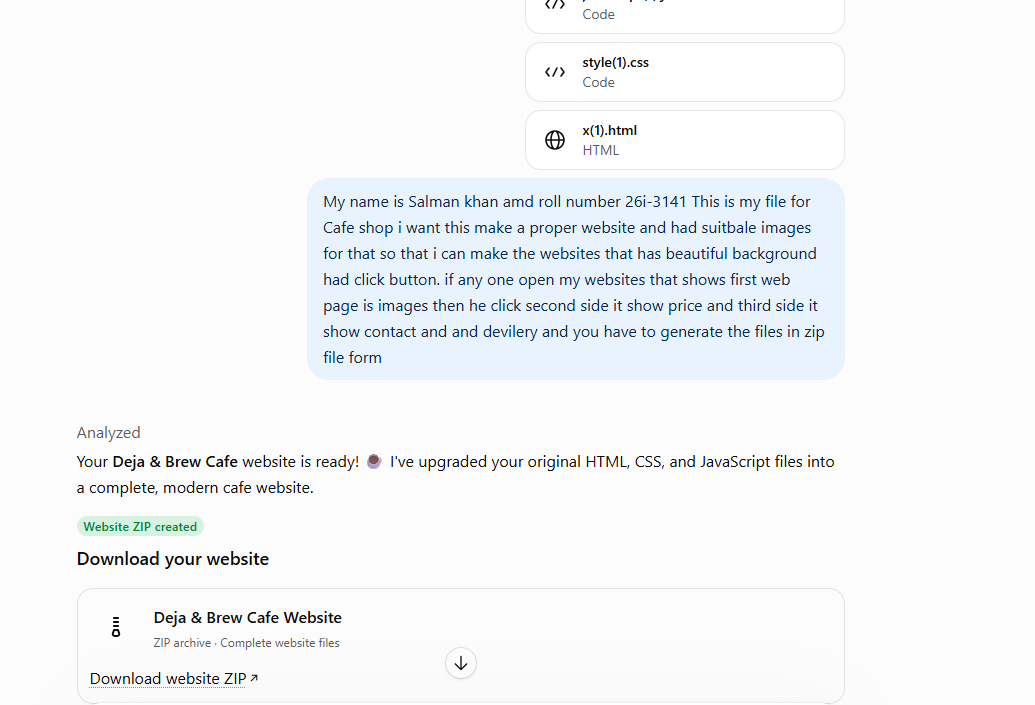 Code
style(1).css
Code
x(1).html
HTML
My name is Salman khan amd roll number 26i-3141 This is my file for
Cafe shop i want this make a proper website and had suitbale images
for that so that i can make the websites that has beautiful background
had click button. if any one open my websites that shows first web
page is images then he click second side it show price and third side it
show contact and and devilery and you have to generate the files in zip
file form
Analyzed
Your Deja & Brew Cafe website is ready! I've upgraded your original HTML, CSS, and JavaScript files into
a complete, modern cafe website.
Website ZIP created
Download your website
Deja & Brew Cafe Website
ZIP archive · Complete website files
Download website ZIP ↗